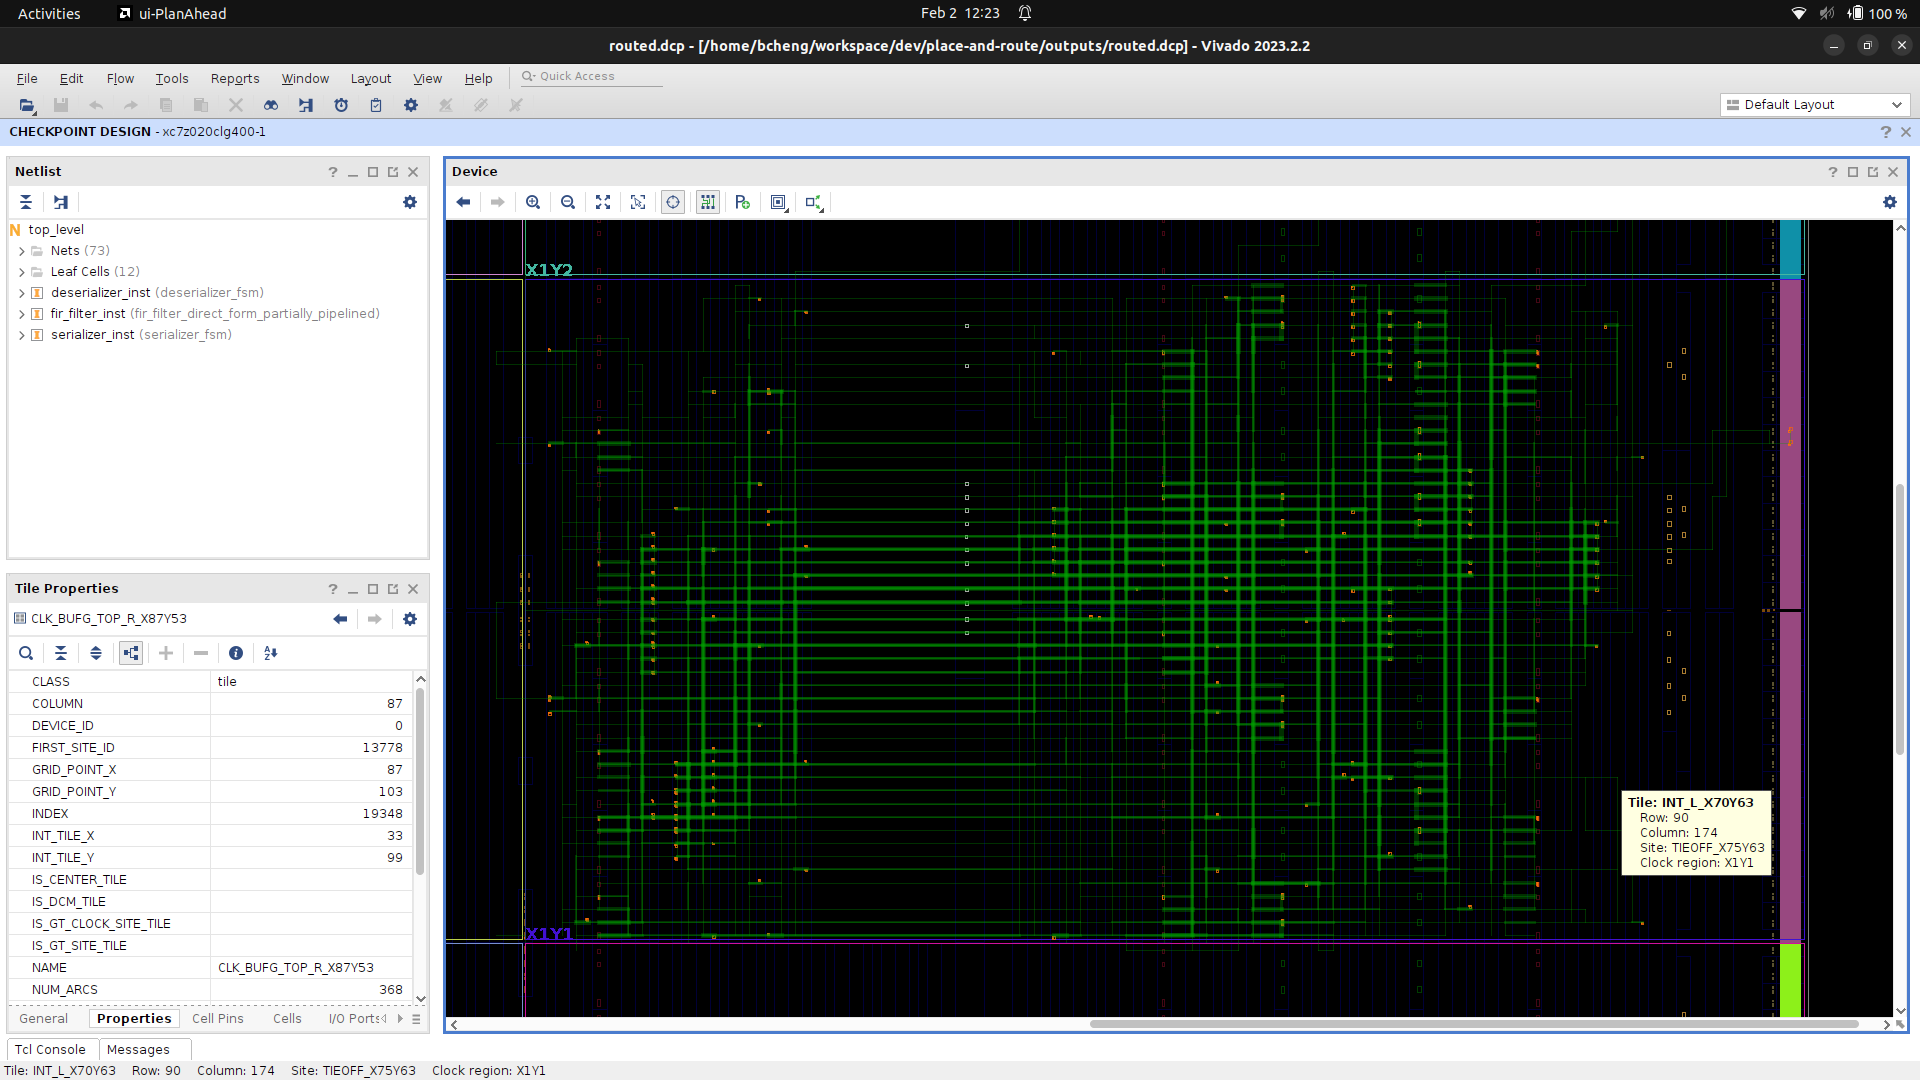 Activities
ui-PlanAhead
Feb 2 12:23
100 %
routed.dcp - [/home/bcheng/workspace/dev/place-and-route/outputs/routed.dcp] - Vivado 2023.2.2
File Edit Flow Tools Reports Window Layout View Help
Quick Access
Default Layout
CHECKPOINT DESIGN - xc7z020clg400-1
Netlist
N top_level
Nets (73)
Leaf Cells (12)
deserializer_inst (deserializer_fsm)
fir_filter_inst (fir_filter_direct_form_partially_pipelined)
serializer_inst (serializer_fsm)
Tile Properties
CLK_BUFG_TOP_R_X87Y53
CLASS tile
COLUMN 87
DEVICE_ID 0
FIRST_SITE_ID 13778
GRID_POINT_X 87
GRID_POINT_Y 103
INDEX 19348
INT_TILE_X 33
INT_TILE_Y 99
IS_CENTER_TILE
IS_DCM_TILE
IS_GT_CLOCK_SITE_TILE
IS_GT_SITE_TILE
NAME CLK_BUFG_TOP_R_X87Y53
NUM_ARCS 368
General Properties Cell Pins Cells I/O Ports
Device
X1Y2
X1Y1
Tile: INT_L_X70Y63
Row: 90
Column: 174
Site: TIEOFF_X75Y63
Clock region: X1Y1
Tcl Console Messages
Tile: INT_L_X70Y63 Row: 90 Column: 174 Site: TIEOFF_X75Y63 Clock region: X1Y1